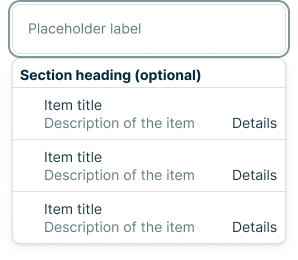 Placeholder label
Section heading (optional)
Item title
Description of the item Details
Item title
Description of the item Details
Item title
Description of the item Details